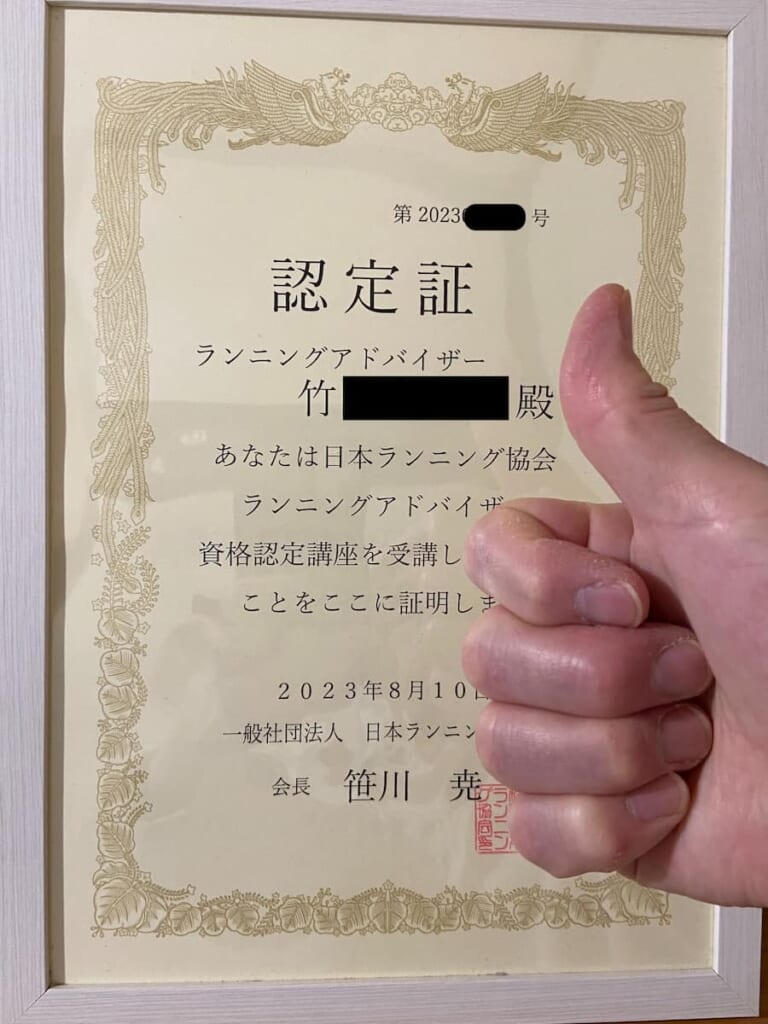 第2023 号
認定証
ランニングアドバイザー
竹 殿
あなたは日本ランニング協会
ランニングアドバイザ
資格認定講座を受講し
ことをここに証明しま
２０２３年８月１０日
一般社団法人　日本ランニン
会長　笹川　尭